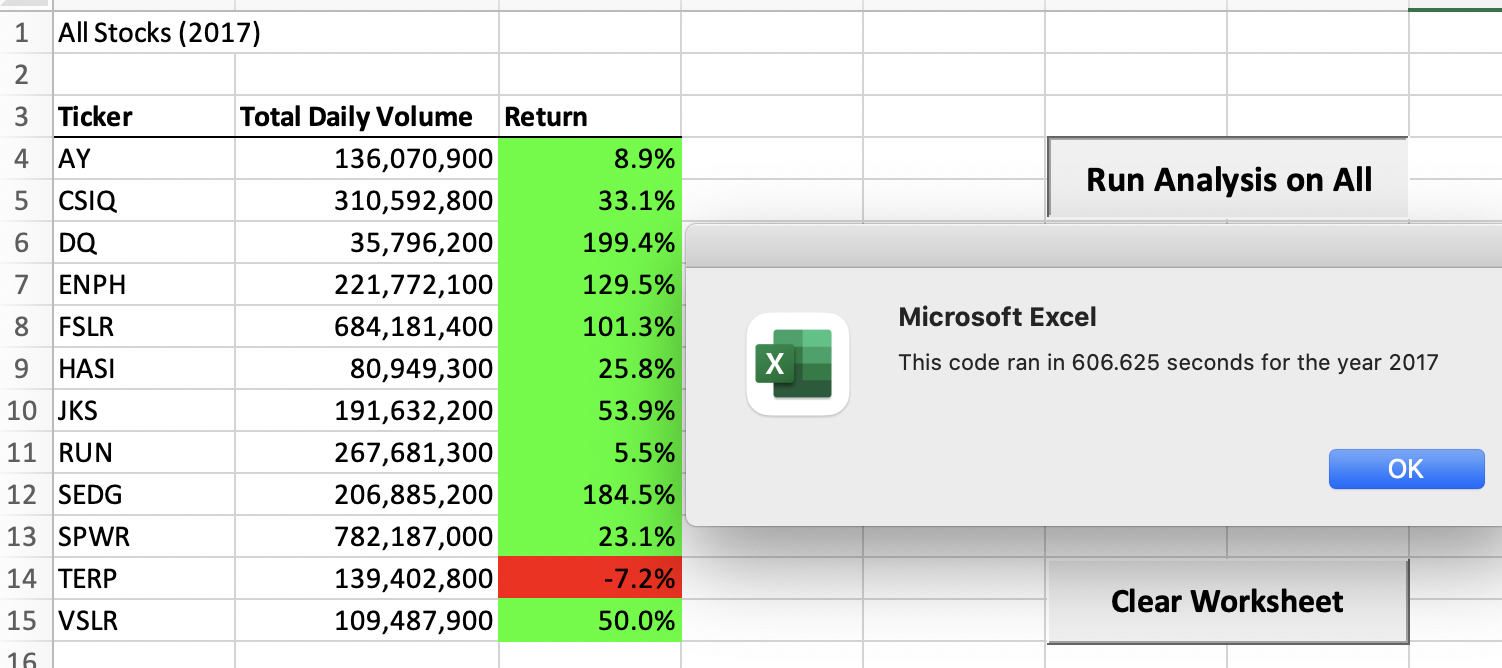 1 All Stocks (2017)
2
3 Ticker Total Daily Volume Return
4 AY 136,070,900 8.9%
Run Analysis on All
5 CSIQ 310,592,800 33.1%
6 DQ 35,796,200 199.4%
7 ENPH 221,772,100 129.5%
Microsoft Excel
8 FSLR 684,181,400 101.3%
This code ran in 606.625 seconds for the year 2017
9 HASI 80,949,300 25.8%
X
10 JKS 191,632,200 53.9%
11 RUN 267,681,300 5.5%
OK
12 SEDG 206,885,200 184.5%
13 SPWR 782,187,000 23.1%
14 TERP 139,402,800 -7.2%
Clear Worksheet
15 VSLR 109,487,900 50.0%
16